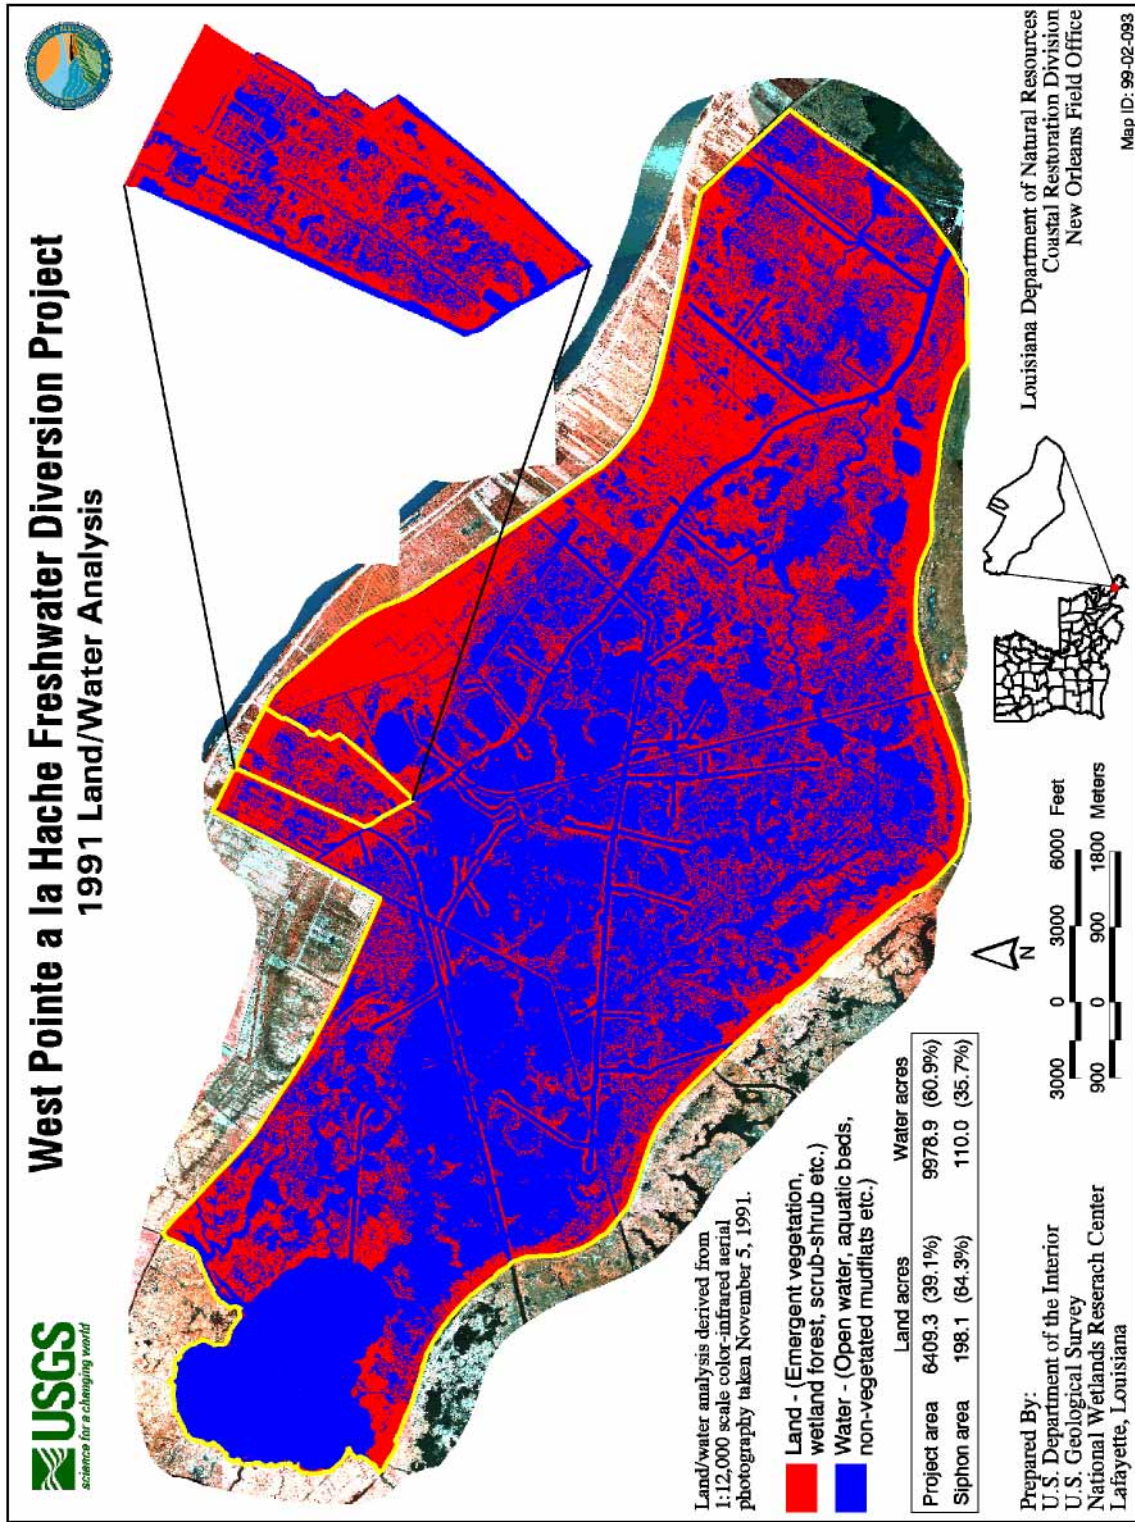 USGS
science for a changing world
West Pointe a la Hache Freshwater Diversion Project
1991 Land/Water Analysis
Land/water analysis derived from
1:12,000 scale color-infrared aerial
photography taken November 5, 1991.
Land - (Emergent vegetation,
wetland forest, scrub-shrub etc.)
Water - (Open water, aquatic beds,
non-vegetated mudflats etc.)
Land acres Water acres
Project area 6409.3 (39.1%) 9978.9 (60.9%)
Siphon area 198.1 (64.3%) 110.0 (35.7%)
Prepared By:
U.S. Department of the Interior
U.S. Geological Survey
National Wetlands Reserach Center
Lafayette, Louisiana
N
3000 0 3000 6000 Feet
900 0 900 1800 Meters
Louisiana Department of Natural Resources
Coastal Restoration Division
New Orleans Field Office
Map ID: 99-02-093